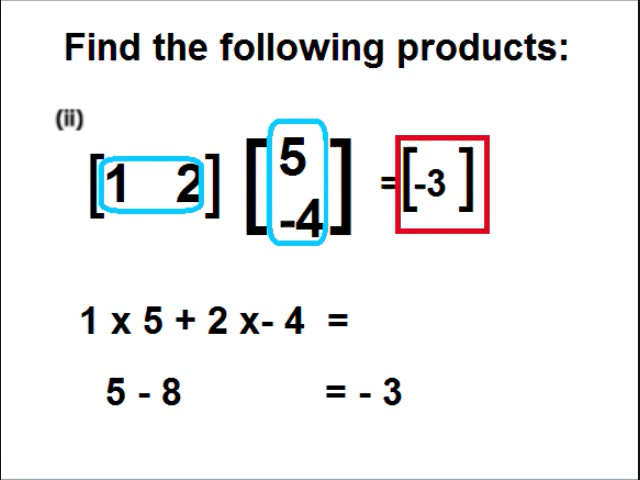 Find the following products:
(ii)
[1 2] [5
-4] = [-3 ]
1 x 5 + 2 x- 4 =
5 - 8 = - 3